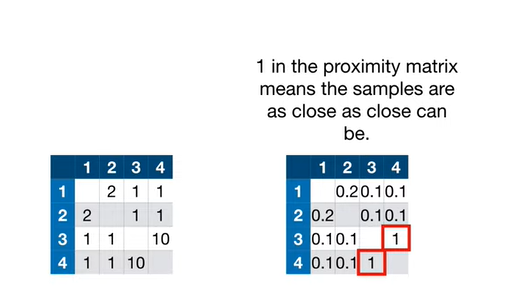 1 in the proximity matrix
means the samples are
as close as close can
be.
1 2 3 4
1 2 1 1
2 2 1 1
3 1 1 10
4 1 1 10
1 2 3 4
1 0.2 0.1 0.1
2 0.2 0.1 0.1
3 0.1 0.1 1
4 0.1 0.1 1